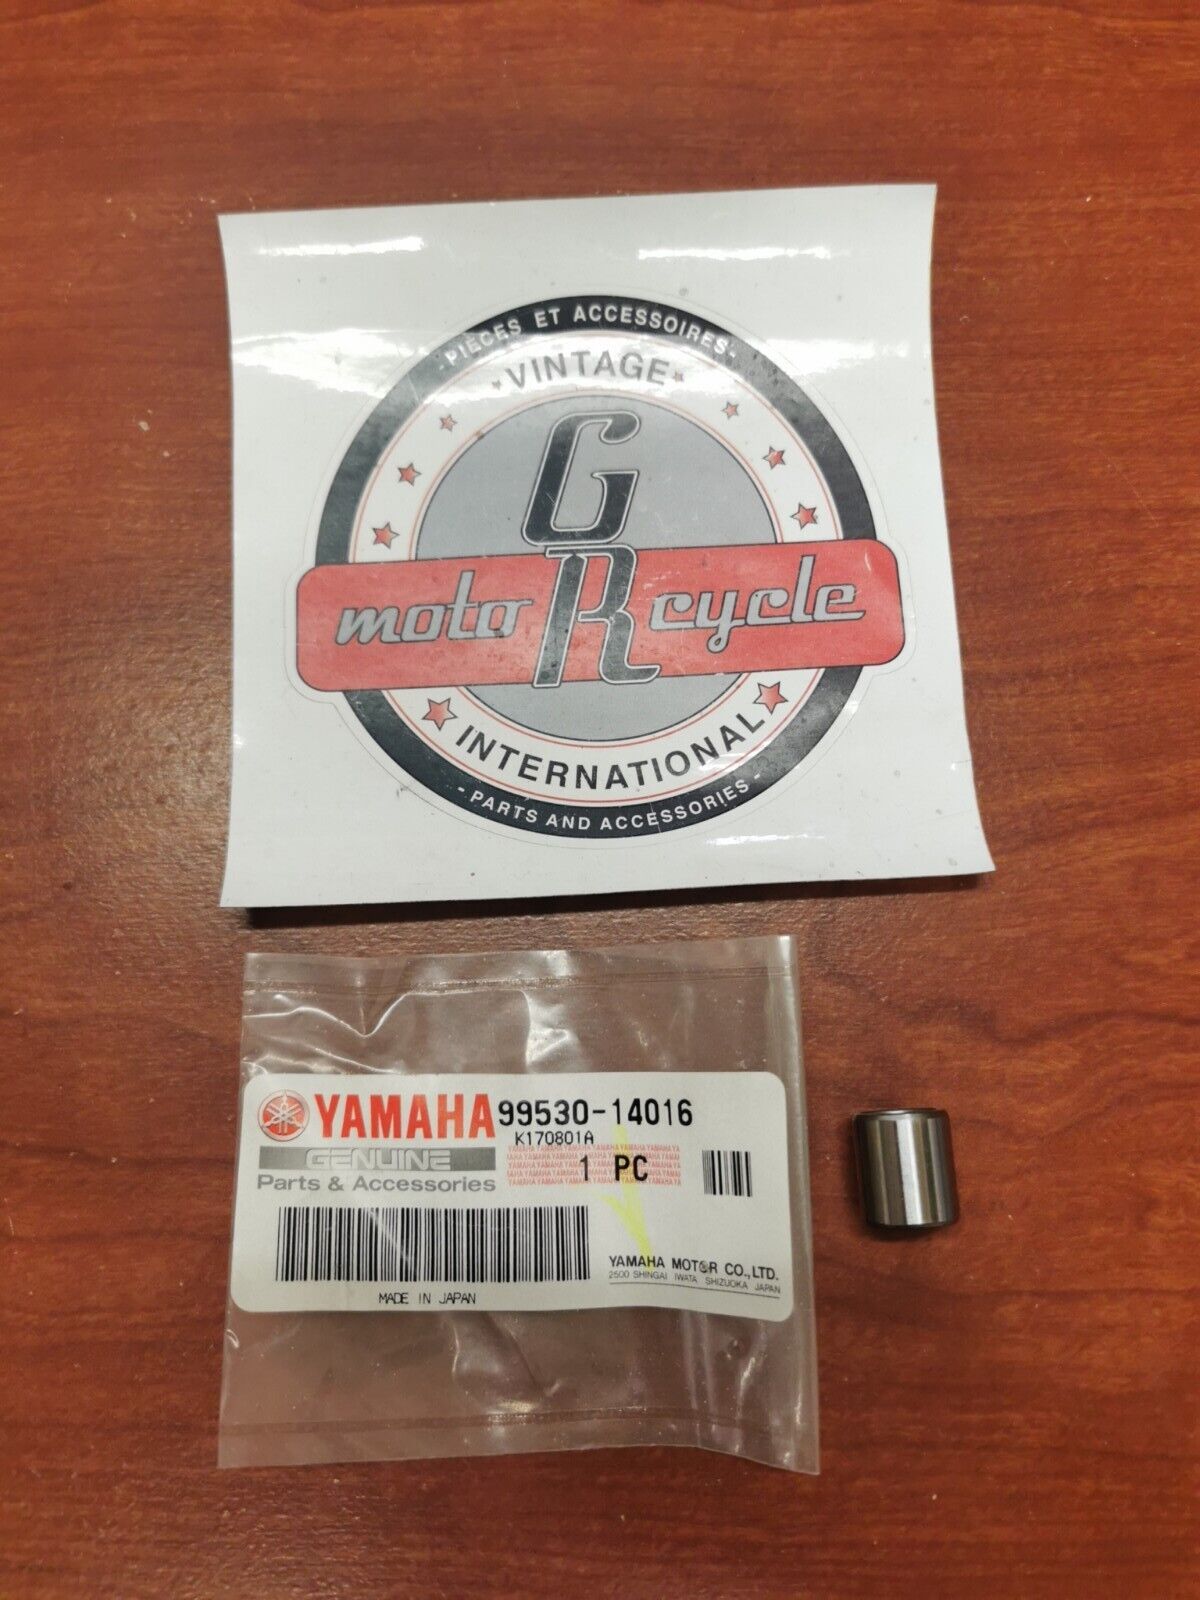 -PIÈCES ET ACCESSOIRES-
VINTAGE
G
R
moto cycle
INTERNATIONAL
- PARTS AND ACCESSORIES -
YAMAHA 99530-14016
K170801A
GENUINE
1 PC
Parts & Accessories
YAMAHA MOTOR CO.,LTD.
2500 SHINGAI IWATA SHIZUOKA JAPAN
MADE IN JAPAN